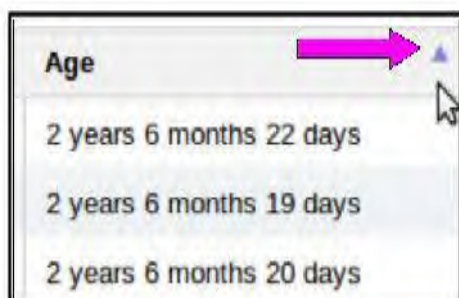 Age
2 years 6 months 22 days
2 years 6 months 19 days
2 years 6 months 20 days